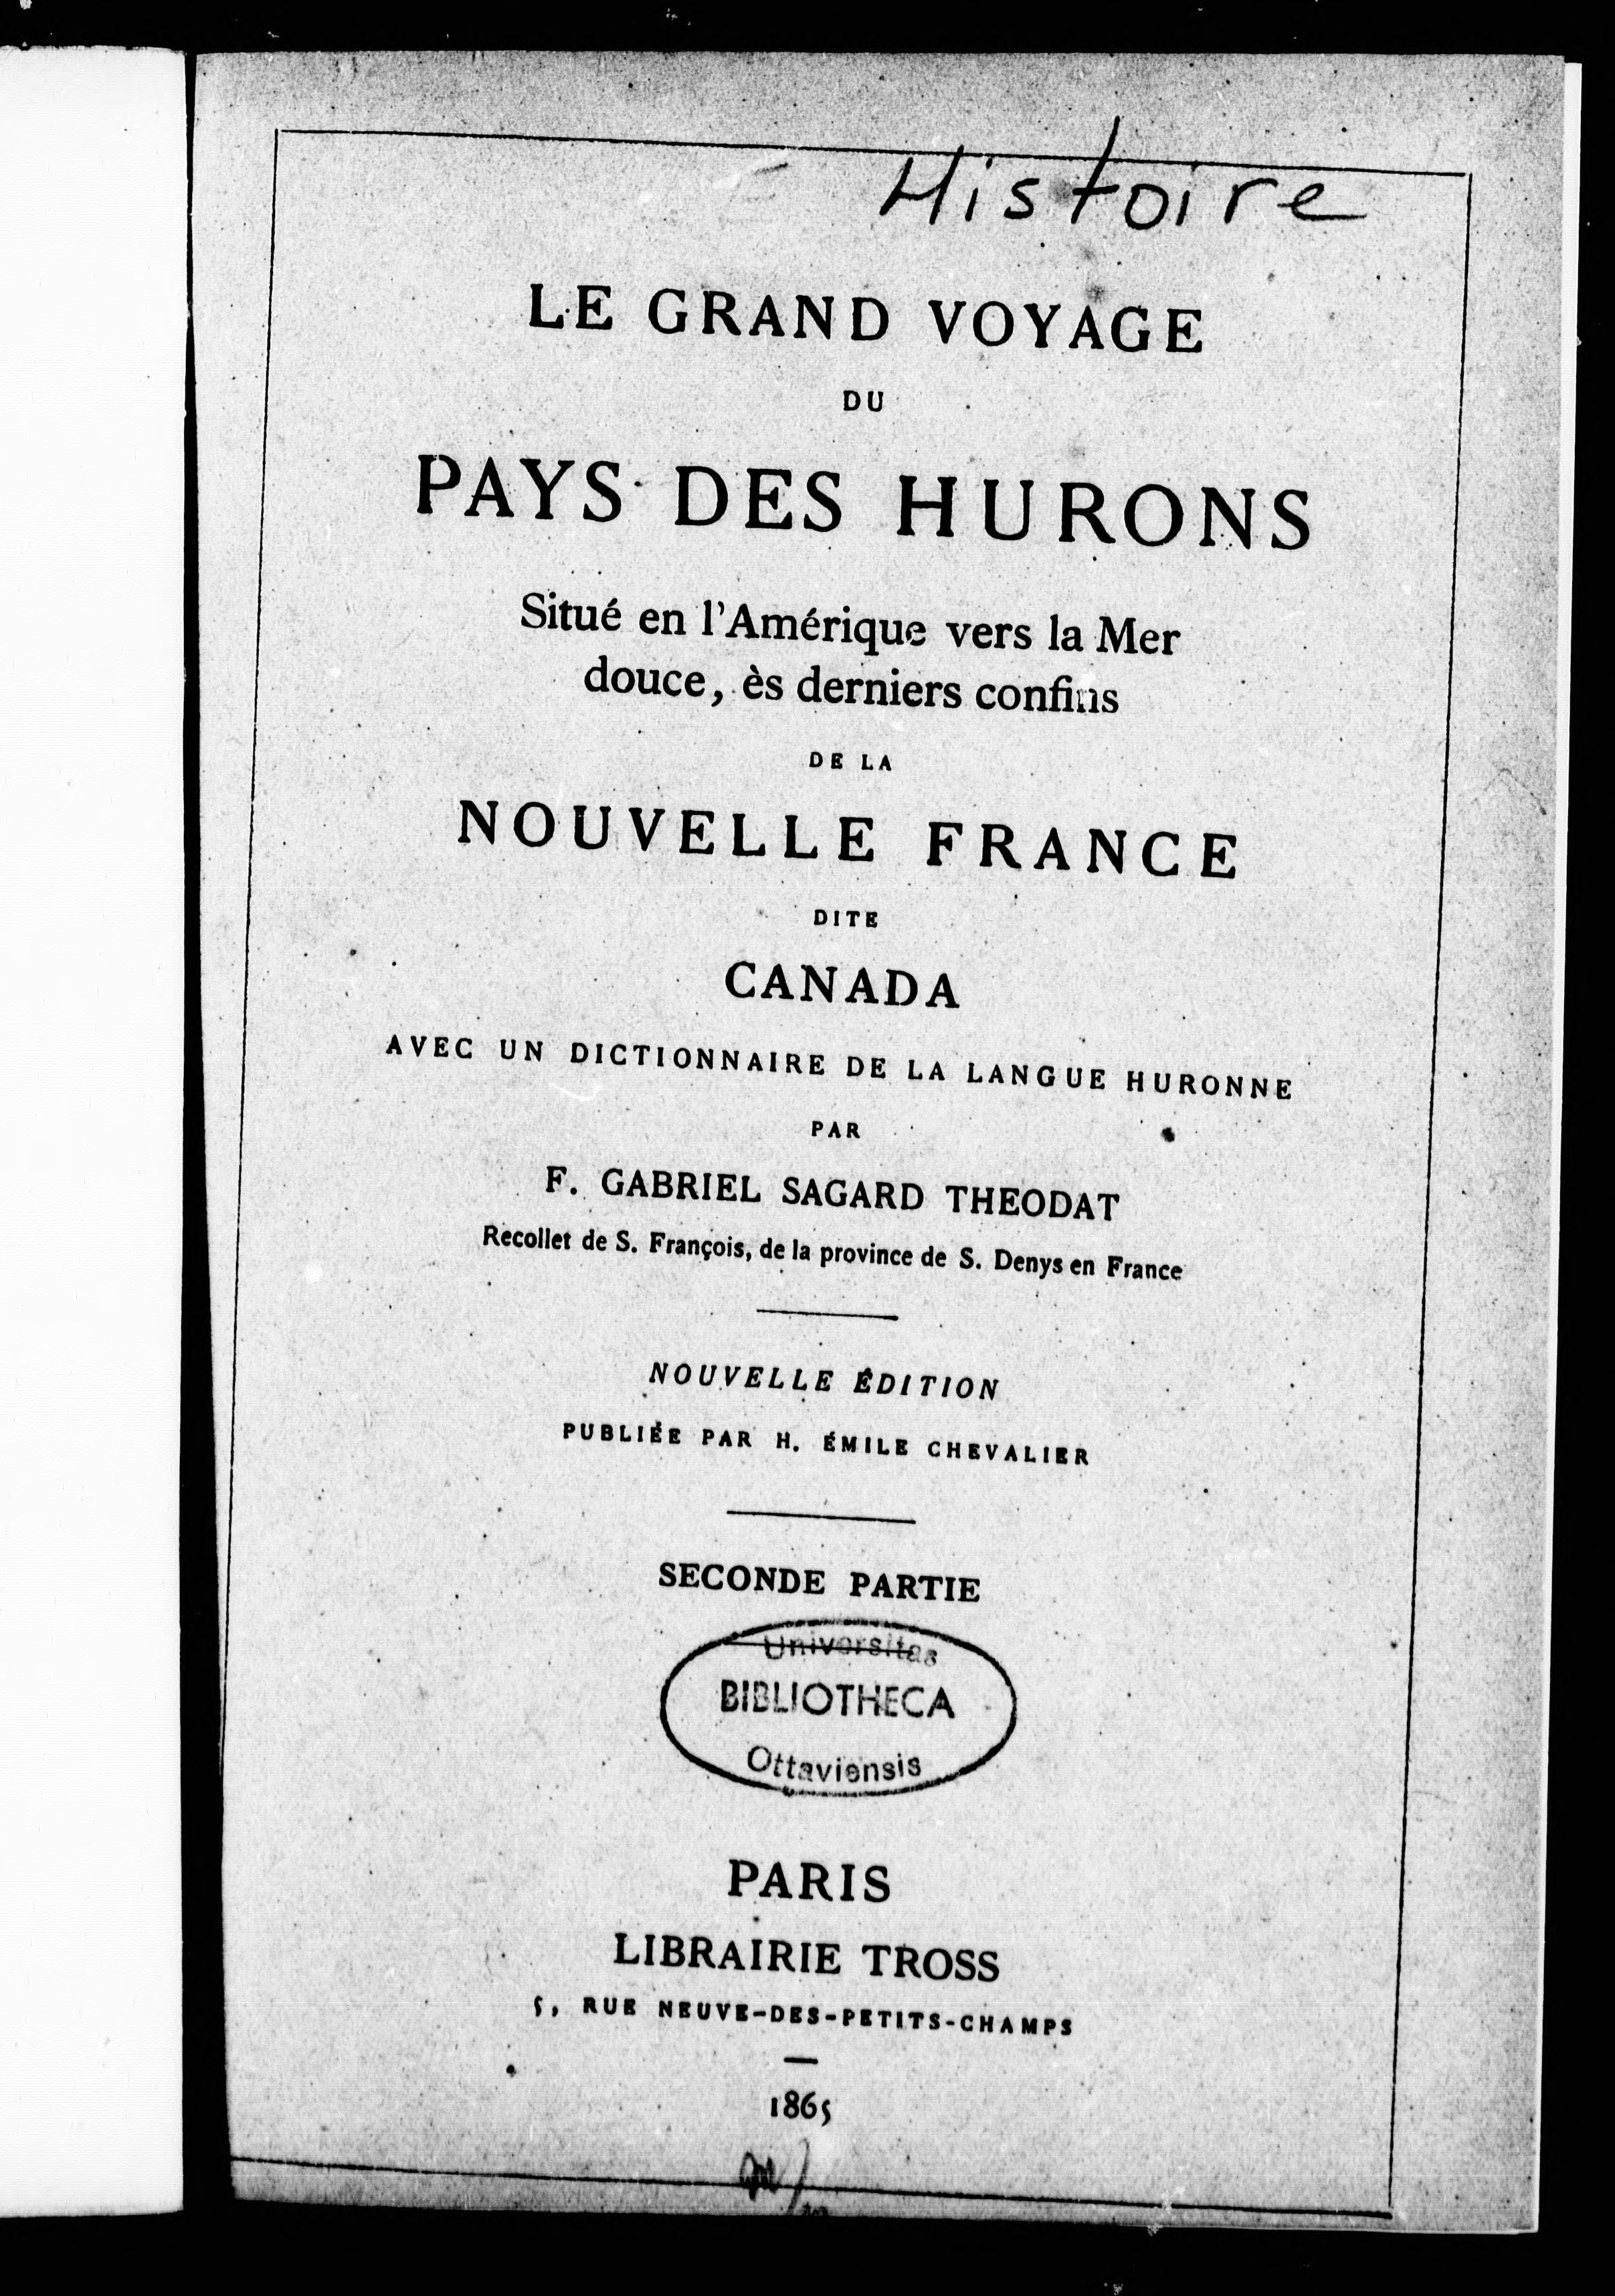 Histoire
LE GRAND VOYAGE
DU
PAYS DES HURONS
Situé en l'Amérique vers la Mer
douce, ès derniers confins
DE LA
NOUVELLE FRANCE
DITE
CANADA
AVEC UN DICTIONNAIRE DE LA LANGUE HURONNE
PAR
F. GABRIEL SAGARD THEODAT
Recollet de S. François, de la province de S. Denys en France
NOUVELLE ÉDITION
PUBLIÉE PAR H. ÉMILE CHEVALIER
SECONDE PARTIE
Universitas
BIBLIOTHECA
Ottaviensis
PARIS
LIBRAIRIE TROSS
5, RUE NEUVE-DES-PETITS-CHAMPS
1865